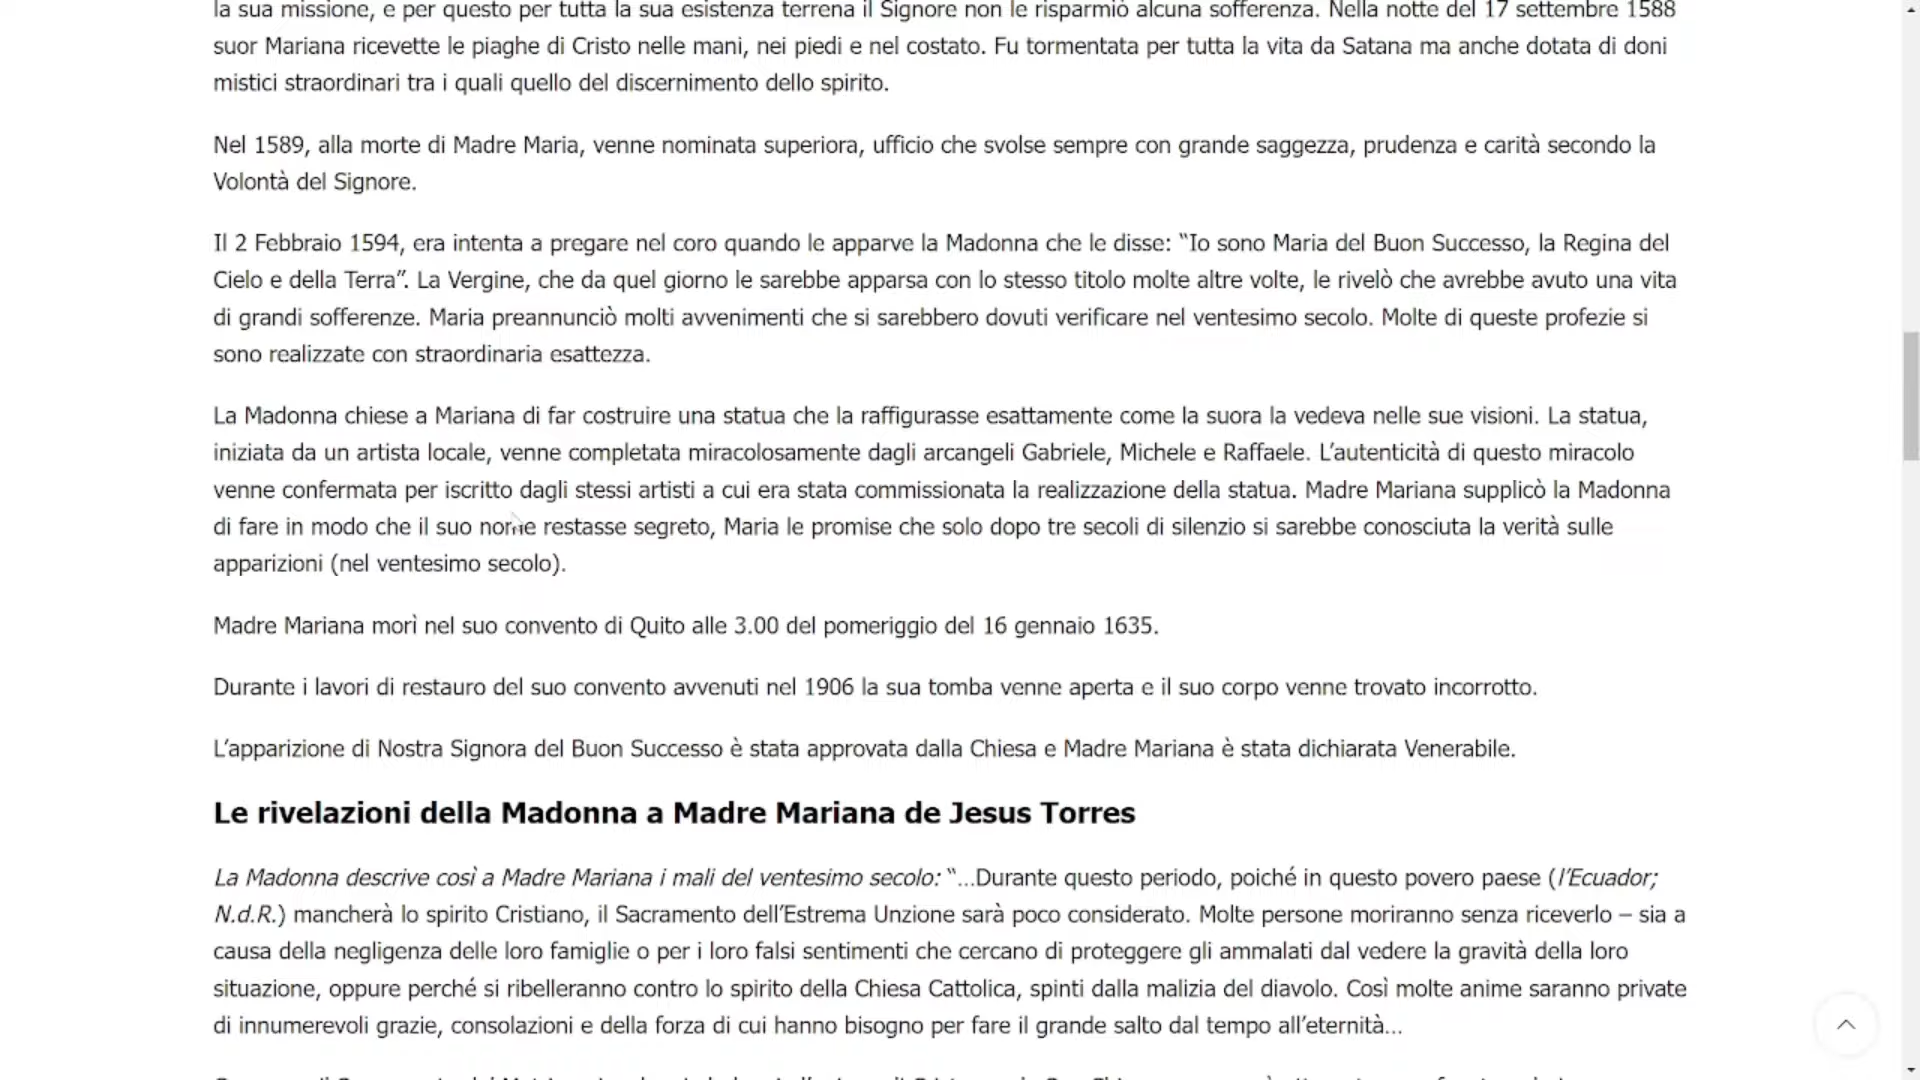 la sua missione, e per questo per tutta la sua esistenza terrena il Signore non le risparmiò alcuna sofferenza. Nella notte del 17 settembre 1588
suor Mariana ricevette le piaghe di Cristo nelle mani, nei piedi e nel costato. Fu tormentata per tutta la vita da Satana ma anche dotata di doni
mistici straordinari tra i quali quello del discernimento dello spirito.
Nel 1589, alla morte di Madre Maria, venne nominata superiora, ufficio che svolse sempre con grande saggezza, prudenza e carità secondo la
Volontà del Signore.
Il 2 Febbraio 1594, era intenta a pregare nel coro quando le apparve la Madonna che le disse: “Io sono Maria del Buon Successo, la Regina del
Cielo e della Terra”. La Vergine, che da quel giorno le sarebbe apparsa con lo stesso titolo molte altre volte, le rivelò che avrebbe avuto una vita
di grandi sofferenze. Maria preannunciò molti avvenimenti che si sarebbero dovuti verificare nel ventesimo secolo. Molte di queste profezie si
sono realizzate con straordinaria esattezza.
La Madonna chiese a Mariana di far costruire una statua che la raffigurasse esattamente come la suora la vedeva nelle sue visioni. La statua,
iniziata da un artista locale, venne completata miracolosamente dagli arcangeli Gabriele, Michele e Raffaele. L’autenticità di questo miracolo
venne confermata per iscritto dagli stessi artisti a cui era stata commissionata la realizzazione della statua. Madre Mariana supplicò la Madonna
di fare in modo che il suo nome restasse segreto, Maria le promise che solo dopo tre secoli di silenzio si sarebbe conosciuta la verità sulle
apparizioni (nel ventesimo secolo).
Madre Mariana morì nel suo convento di Quito alle 3.00 del pomeriggio del 16 gennaio 1635.
Durante i lavori di restauro del suo convento avvenuti nel 1906 la sua tomba venne aperta e il suo corpo venne trovato incorrotto.
L’apparizione di Nostra Signora del Buon Successo è stata approvata dalla Chiesa e Madre Mariana è stata dichiarata Venerabile.
Le rivelazioni della Madonna a Madre Mariana de Jesus Torres
La Madonna descrive così a Madre Mariana i mali del ventesimo secolo: “…Durante questo periodo, poiché in questo povero paese (l’Ecuador;
N.d.R.) mancherà lo spirito Cristiano, il Sacramento dell’Estrema Unzione sarà poco considerato. Molte persone moriranno senza riceverlo – sia a
causa della negligenza delle loro famiglie o per i loro falsi sentimenti che cercano di proteggere gli ammalati dal vedere la gravità della loro
situazione, oppure perché si ribelleranno contro lo spirito della Chiesa Cattolica, spinti dalla malizia del diavolo. Così molte anime saranno private
di innumerevoli grazie, consolazioni e della forza di cui hanno bisogno per fare il grande salto dal tempo all’eternità…